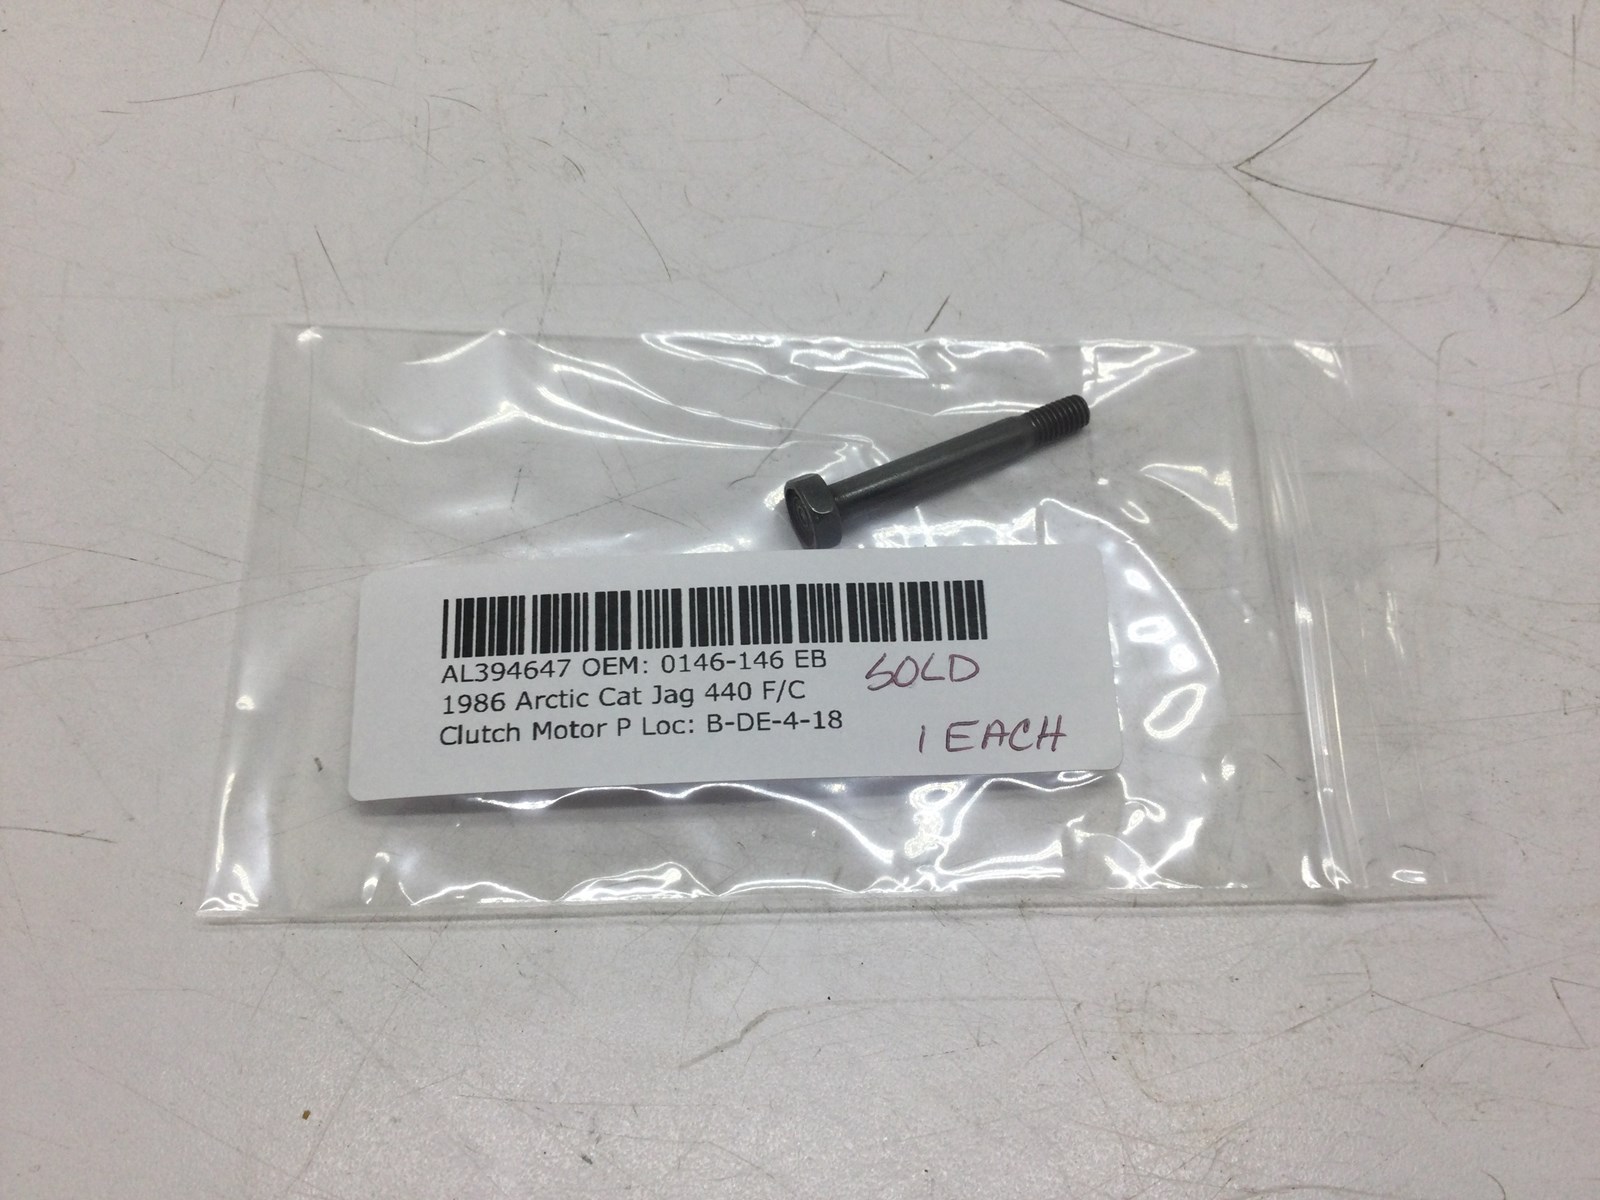 AL394647 OEM: 0146-146 EB
SOLD
1986 Arctic Cat Jag 440 F/C
Clutch Motor P Loc: B-DE-4-18
1 EACH